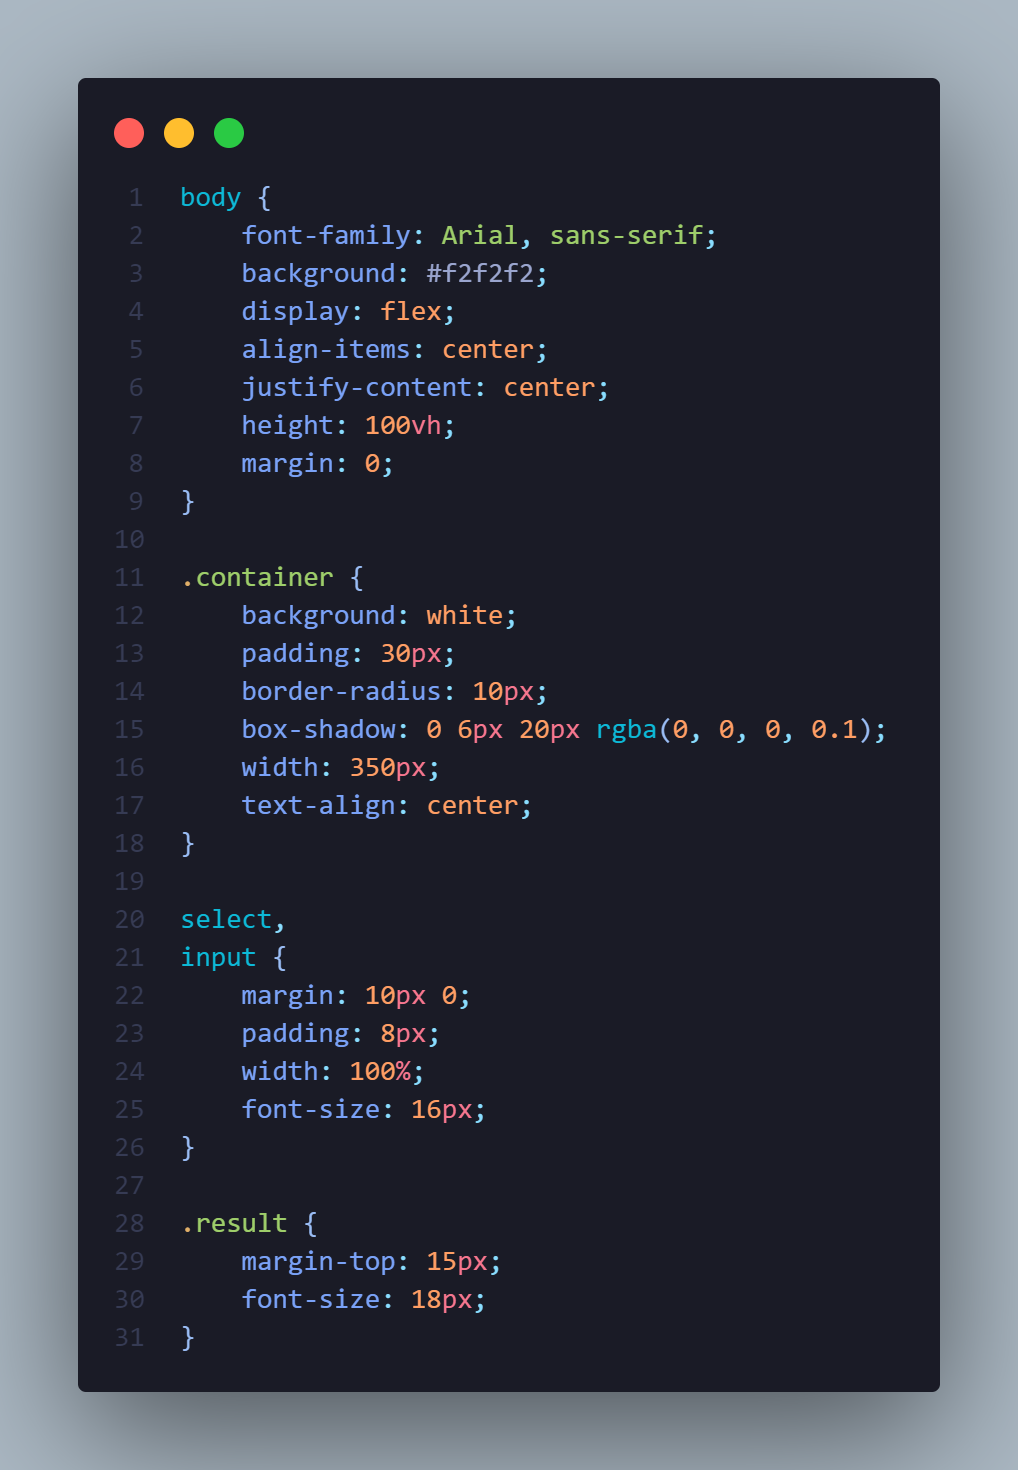 1 body {
2     font-family: Arial, sans-serif;
3     background: #f2f2f2;
4     display: flex;
5     align-items: center;
6     justify-content: center;
7     height: 100vh;
8     margin: 0;
9 }
10
11 .container {
12     background: white;
13     padding: 30px;
14     border-radius: 10px;
15     box-shadow: 0 6px 20px rgba(0, 0, 0, 0.1);
16     width: 350px;
17     text-align: center;
18 }
19
20 select,
21 input {
22     margin: 10px 0;
23     padding: 8px;
24     width: 100%;
25     font-size: 16px;
26 }
27
28 .result {
29     margin-top: 15px;
30     font-size: 18px;
31 }